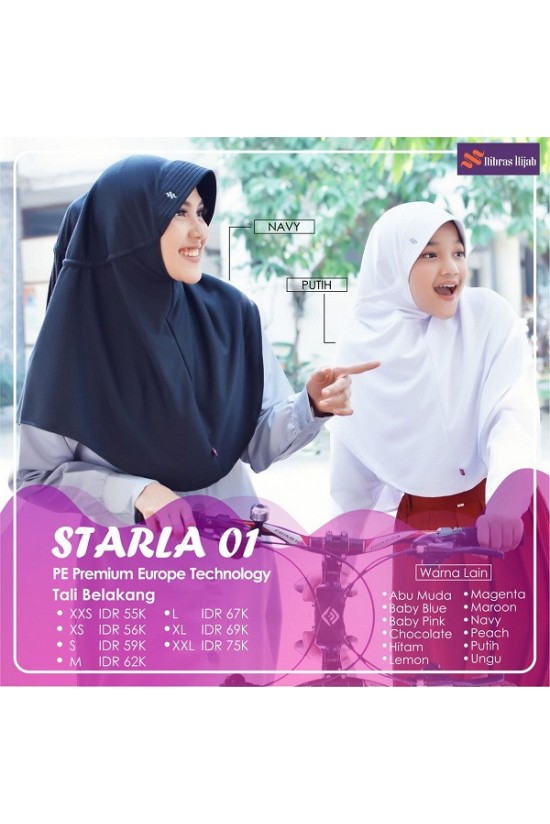 Nibras Hijab
NAVY
PUTIH
STARLA 01
PE Premium Europe Technology
Tali Belakang
• XXS IDR 55K
• XS IDR 56K
• S IDR 59K
• M IDR 62K
• L IDR 67K
• XL IDR 69K
• XXL IDR 75K
Warna Lain
• Abu Muda
• Baby Blue
• Baby Pink
• Chocolate
• Hitam
• Lemon
• Magenta
• Maroon
• Navy
• Peach
• Putih
• Ungu